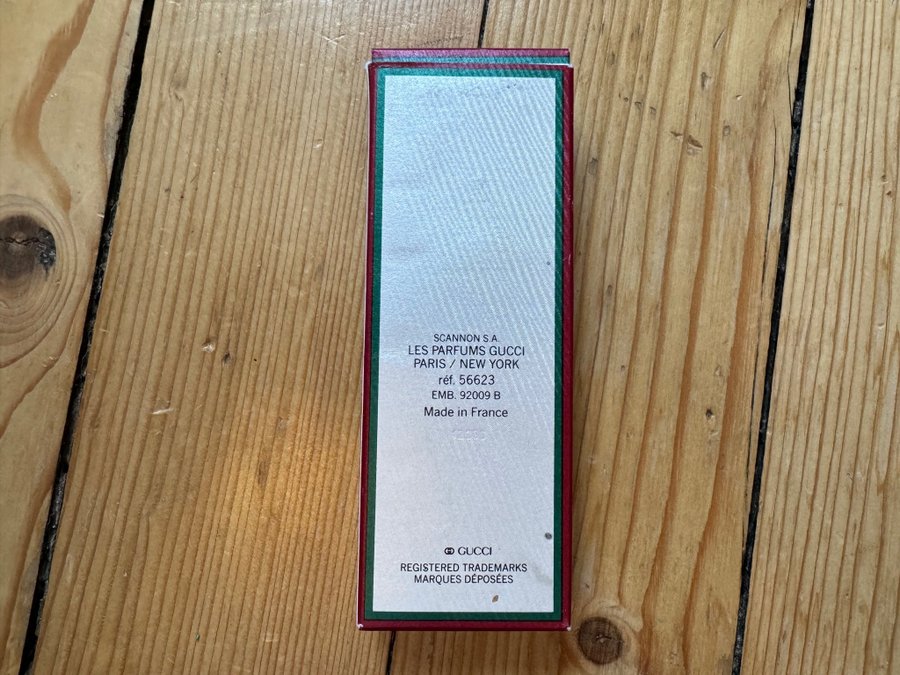 SCANNON S.A.
LES PARFUMS GUCCI
PARIS / NEW YORK
réf. 56623
EMB. 92009 B
Made in France
GUCCI
REGISTERED TRADEMARKS
MARQUES DÉPOSÉES